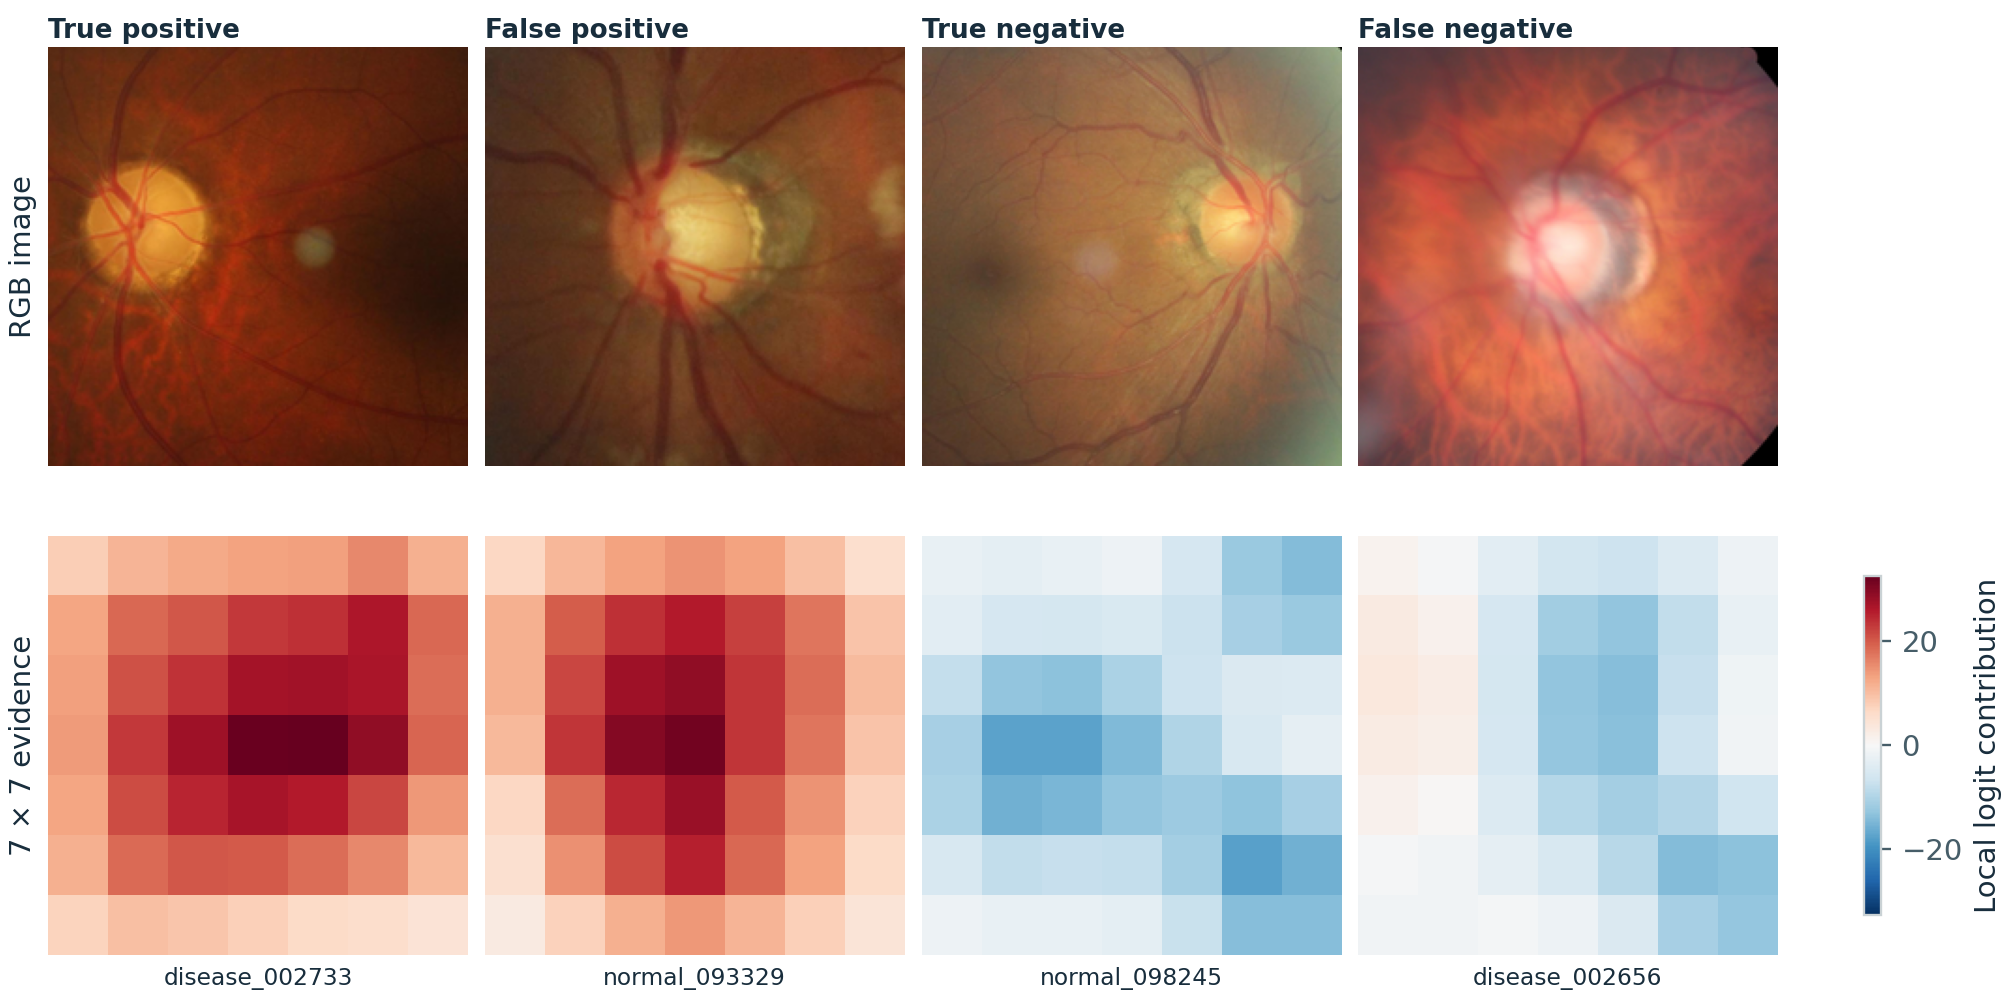 True positive
False positive
True negative
False negative
RGB image
7 × 7 evidence
20
0
−20
Local logit contribution
disease_002733
normal_093329
normal_098245
disease_002656